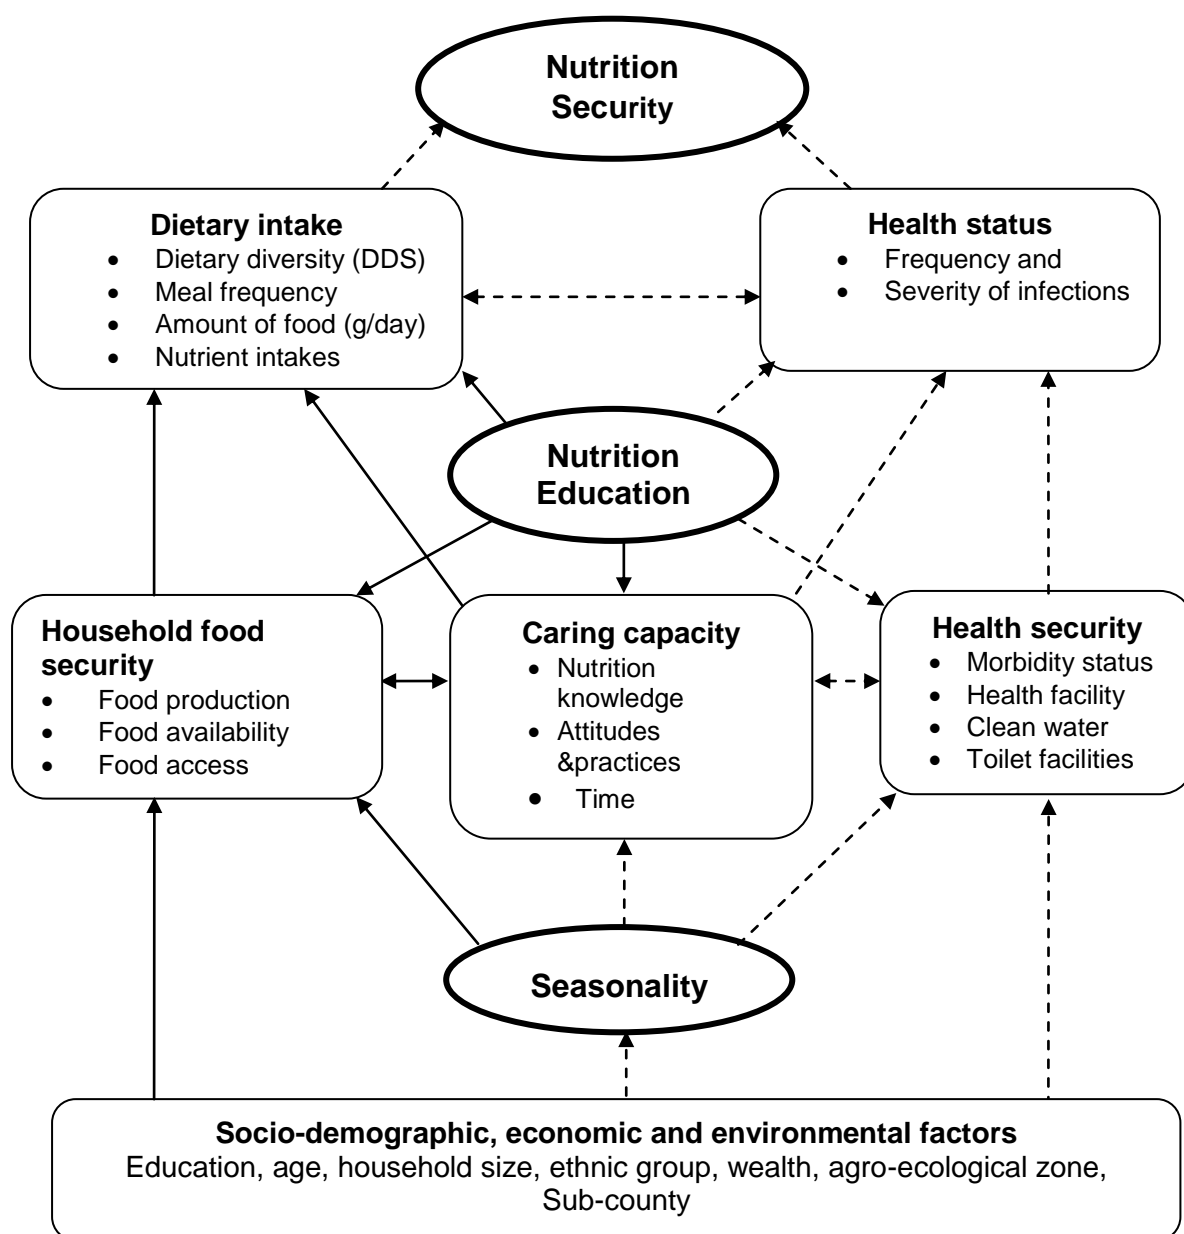 Nutrition
Security
Dietary intake
• Dietary diversity (DDS)
• Meal frequency
• Amount of food (g/day)
• Nutrient intakes
Health status
• Frequency and
• Severity of infections
Nutrition
Education
Household food
security
• Food production
• Food availability
• Food access
Caring capacity
• Nutrition
knowledge
• Attitudes
&practices
• Time
Health security
• Morbidity status
• Health facility
• Clean water
• Toilet facilities
Seasonality
Socio-demographic, economic and environmental factors
Education, age, household size, ethnic group, wealth, agro-ecological zone,
Sub-county